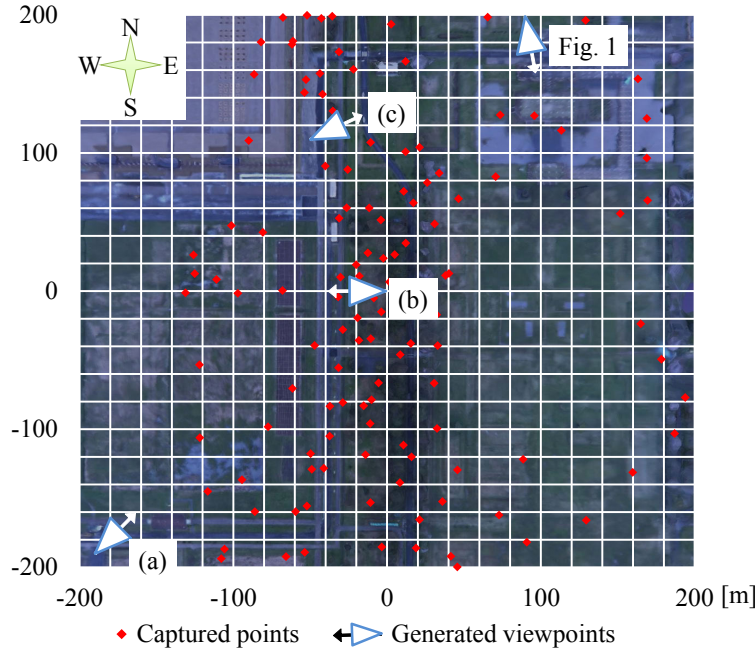 200
N
W E
S
Fig. 1
(c)
100
0
(b)
-100
(a)
-200
-200 -100 0 100 200 [m]
Captured points Generated viewpoints